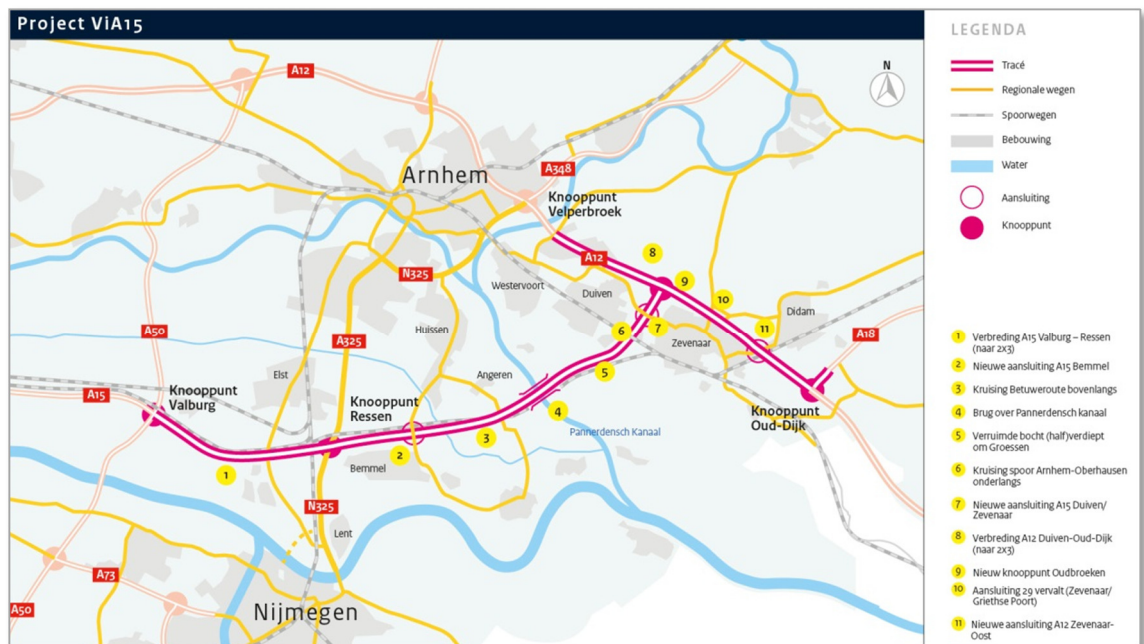 Project ViA15
A12
Arnhem
A348
Knooppunt
Velperbroek
A12
N325
Westervoort
Duiven
Didam
A50
A325
Huissen
Zevenaar
A18
Elst
Angeren
A15
Knooppunt
Valburg
Knooppunt
Ressen
Knooppunt
Oud-Dijk
Pannerdensch Kanaal
Bemmel
N325
Lent
A73
A50
Nijmegen
1
2
3
4
5
6
7
8
9
10
11
N
LEGENDA
Tracé
Regionale wegen
Spoorwegen
Bebouwing
Water
Aansluiting
Knooppunt
1 Verbreding A15 Valburg – Ressen
(naar 2x3)
2 Nieuwe aansluiting A15 Bemmel
3 Kruising Betuweroute bovenlangs
4 Brug over Pannerdensch kanaal
5 Verruimde bocht (half)verdiept
om Groessen
6 Kruising spoor Arnhem-Oberhausen
onderlangs
7 Nieuwe aansluiting A15 Duiven/
Zevenaar
8 Verbreding A12 Duiven-Oud-Dijk
(naar 2x3)
9 Nieuw knooppunt Oudbroeken
10 Aansluiting 29 vervalt (Zevenaar/
Griethse Poort)
11 Nieuwe aansluiting A12 Zevenaar-
Oost